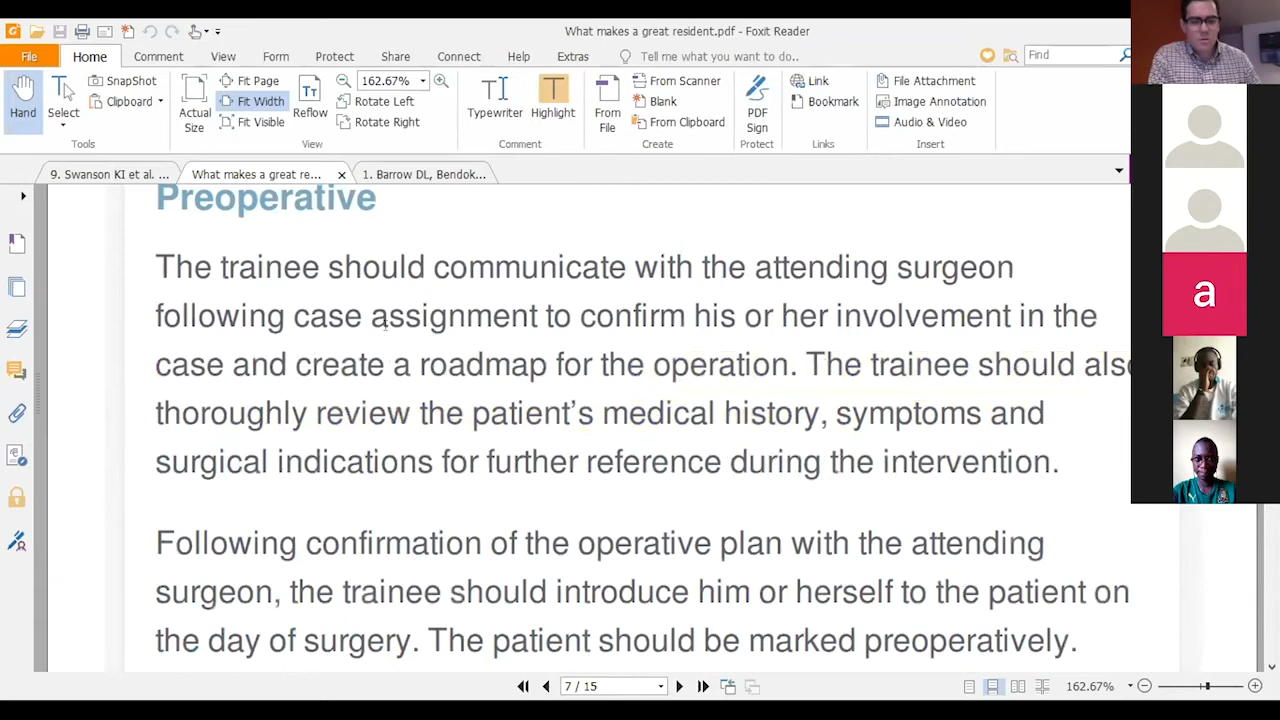 What makes a great resident.pdf - Foxit Reader
File Home Comment View Form Protect Share Connect Help Extras Tell me what you want to do.. Find
Hand
Select
SnapShot
Clipboard
Tools
Actual Size
Fit Page
Fit Width
Fit Visible
Reflow
162.67%
Rotate Left
Rotate Right
View
Typewriter
Highlight
Comment
From File
From Scanner
Blank
From Clipboard
Create
PDF Sign
Protect
Link
Bookmark
Links
File Attachment
Image Annotation
Audio & Video
Insert
9. Swanson KI et al. ... What makes a great re... 1. Barrow DL, Bendok...
Preoperative
The trainee should communicate with the attending surgeon
following case assignment to confirm his or her involvement in the
case and create a roadmap for the operation. The trainee should also
thoroughly review the patient's medical history, symptoms and
surgical indications for further reference during the intervention.
Following confirmation of the operative plan with the attending
surgeon, the trainee should introduce him or herself to the patient on
the day of surgery. The patient should be marked preoperatively.
a
7 / 15
162.67%